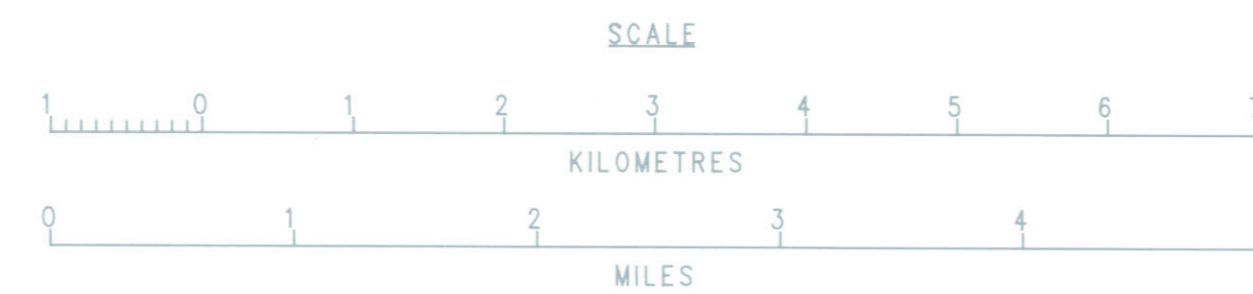 SCALE
1 0 1 2 3 4 5 6
KILOMETRES
0 1 2 3 4
MILES